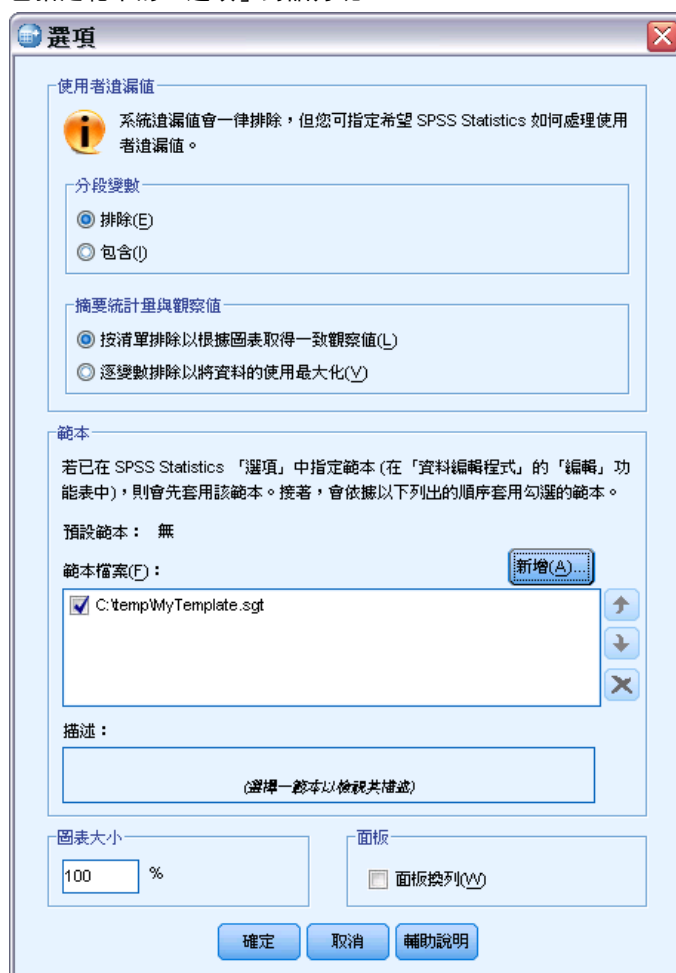 選項
使用者遺漏值
系統遺漏值會一律排除,但您可指定希望 SPSS Statistics 如何處理使用
者遺漏值。
分段變數
排除(E)
包含(I)
摘要統計量與觀察值
按清單排除以根據圖表取得一致觀察值(L)
逐變數排除以將資料的使用最大化(V)
範本
若已在 SPSS Statistics 「選項」中指定範本 (在「資料編輯程式」的「編輯」功
能表中),則會先套用該範本。接著,會依據以下列出的順序套用勾選的範本。
預設範本: 無
範本檔案(F):
新增(A)...
C:\temp\MyTemplate.sgt
描述:
(選擇一範本以檢視其描述)
圖表大小
100 %
面板
面板換列(W)
確定 取消 輔助說明